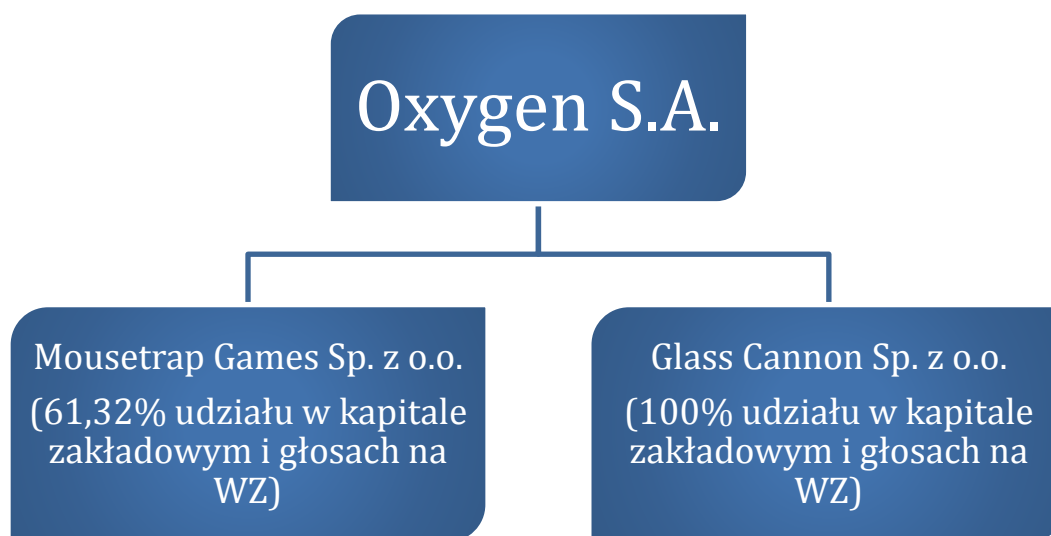 Oxygen S.A.
Mousetrap Games Sp. z o.o.
(61,32% udziału w kapitale
zakładowym i głosach na
WZ)
Glass Cannon Sp. z o.o.
(100% udziału w kapitale
zakładowym i głosach na
WZ)